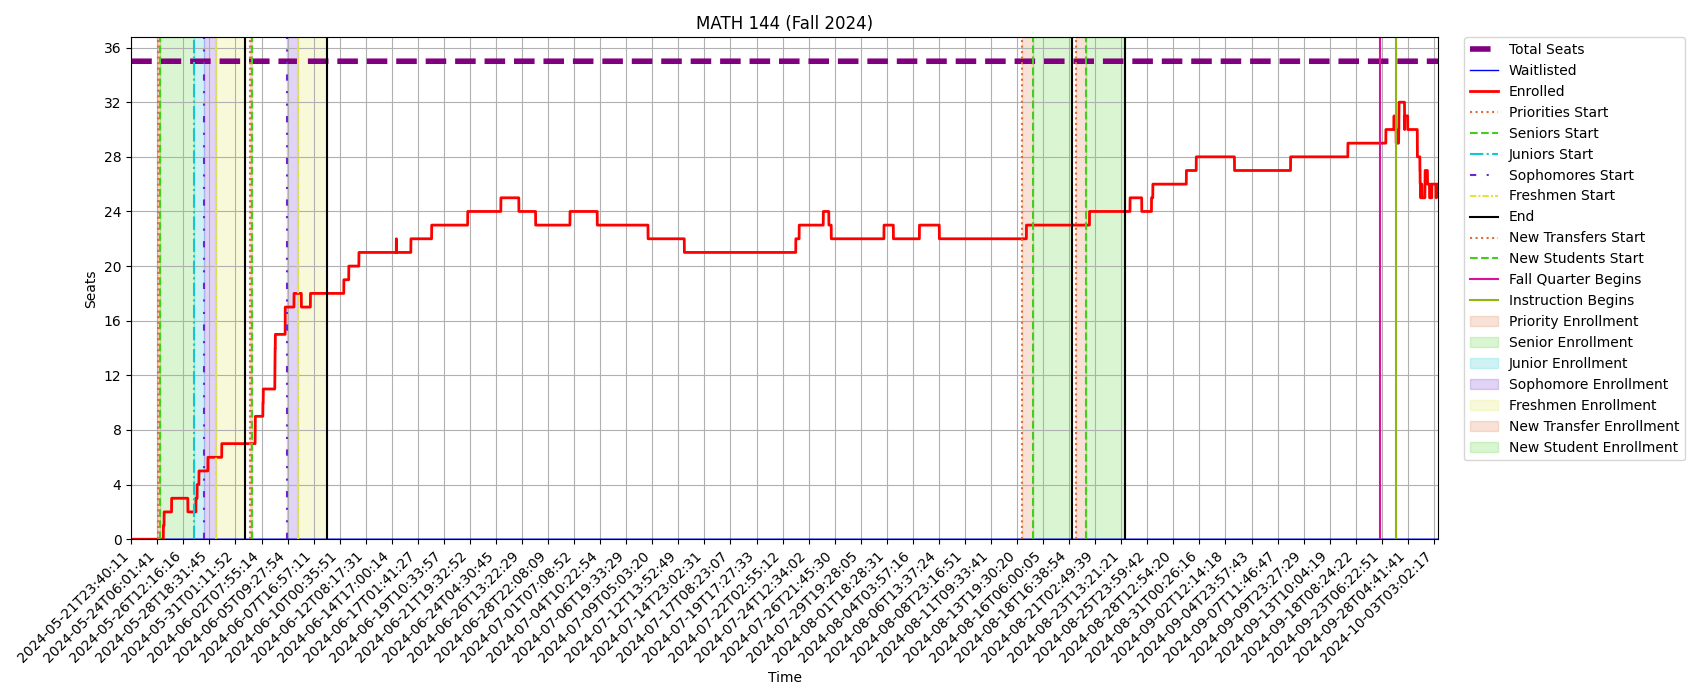 MATH 144 (Fall 2024)
Seats
36
32
28
24
20
16
12
8
4
0
2024-05-21T23:40:11
2024-05-24T06:01:41
2024-05-26T12:16:16
2024-05-28T18:31:45
2024-05-31T01:11:52
2024-06-02T07:55:14
2024-06-05T09:27:54
2024-06-07T16:57:11
2024-06-10T00:35:51
2024-06-12T08:17:31
2024-06-14T17:00:14
2024-06-17T01:41:27
2024-06-19T10:33:57
2024-06-21T19:32:52
2024-06-24T04:30:45
2024-06-26T13:22:29
2024-06-28T22:08:09
2024-07-01T07:08:52
2024-07-04T10:22:54
2024-07-06T19:33:29
2024-07-09T05:03:20
2024-07-12T13:52:49
2024-07-14T23:02:31
2024-07-17T08:23:07
2024-07-19T17:27:33
2024-07-22T02:55:12
2024-07-24T12:34:02
2024-07-26T21:45:30
2024-07-29T19:28:05
2024-08-01T18:28:31
2024-08-04T03:57:16
2024-08-06T13:37:24
2024-08-08T23:16:51
2024-08-11T09:33:41
2024-08-13T19:30:20
2024-08-16T06:00:05
2024-08-18T16:38:54
2024-08-21T02:49:39
2024-08-23T13:21:21
2024-08-25T23:59:42
2024-08-28T12:54:20
2024-08-31T00:26:16
2024-09-02T12:14:18
2024-09-04T23:57:43
2024-09-07T11:46:47
2024-09-09T23:27:29
2024-09-13T10:04:19
2024-09-18T08:24:22
2024-09-23T06:22:51
2024-09-28T04:41:41
2024-10-03T03:02:17
Time
Total Seats
Waitlisted
Enrolled
Priorities Start
Seniors Start
Juniors Start
Sophomores Start
Freshmen Start
End
New Transfers Start
New Students Start
Fall Quarter Begins
Instruction Begins
Priority Enrollment
Senior Enrollment
Junior Enrollment
Sophomore Enrollment
Freshmen Enrollment
New Transfer Enrollment
New Student Enrollment